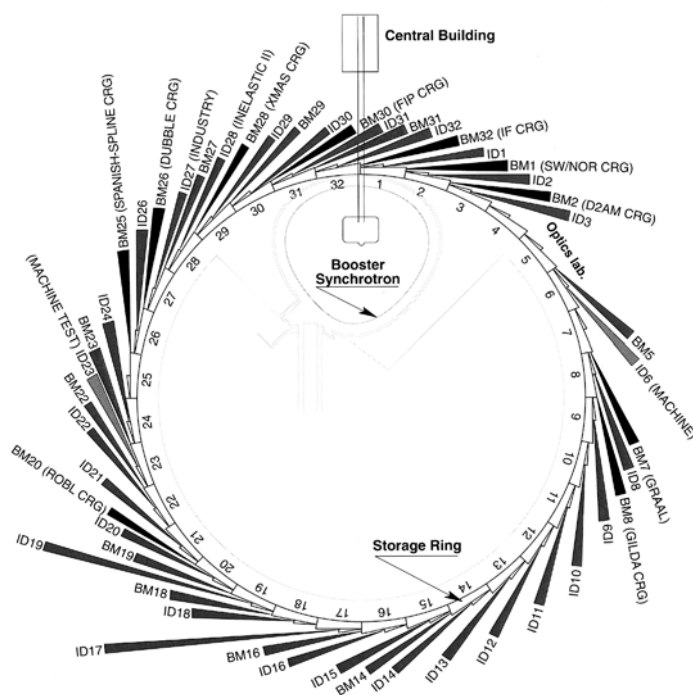 Central Building
ID30
BM30 (FIP CRG)
ID31
BM31
ID32
BM32 (IF CRG)
ID1
BM1 (SW/NOR CRG)
ID2
BM2 (D2AM CRG)
ID3
Optics lab.
BM5
ID6 (MACHINE)
BM7 (GRAAL)
ID8
BM8 (GILDA CRG)
ID9
ID10
ID11
ID12
ID13
ID14
BM14
ID15
ID16
BM16
ID17
ID18
BM18
ID19
BM19
ID20
BM20 (ROBL CRG)
ID21
ID22
BM22
(MACHINE TEST) ID23
BM23
ID24
BM25 (SPANISH-SPLINE CRG)
ID26
BM26 (DUBBLE CRG)
ID27 (INDUSTRY)
BM27
ID28 (INELASTIC II)
BM28 (XMAS CRG)
ID29
BM29
1
2
3
4
5
6
7
8
9
10
11
12
13
14
15
16
17
18
19
20
21
22
23
24
25
26
27
28
29
30
31
32
Booster
Synchrotron
Storage Ring